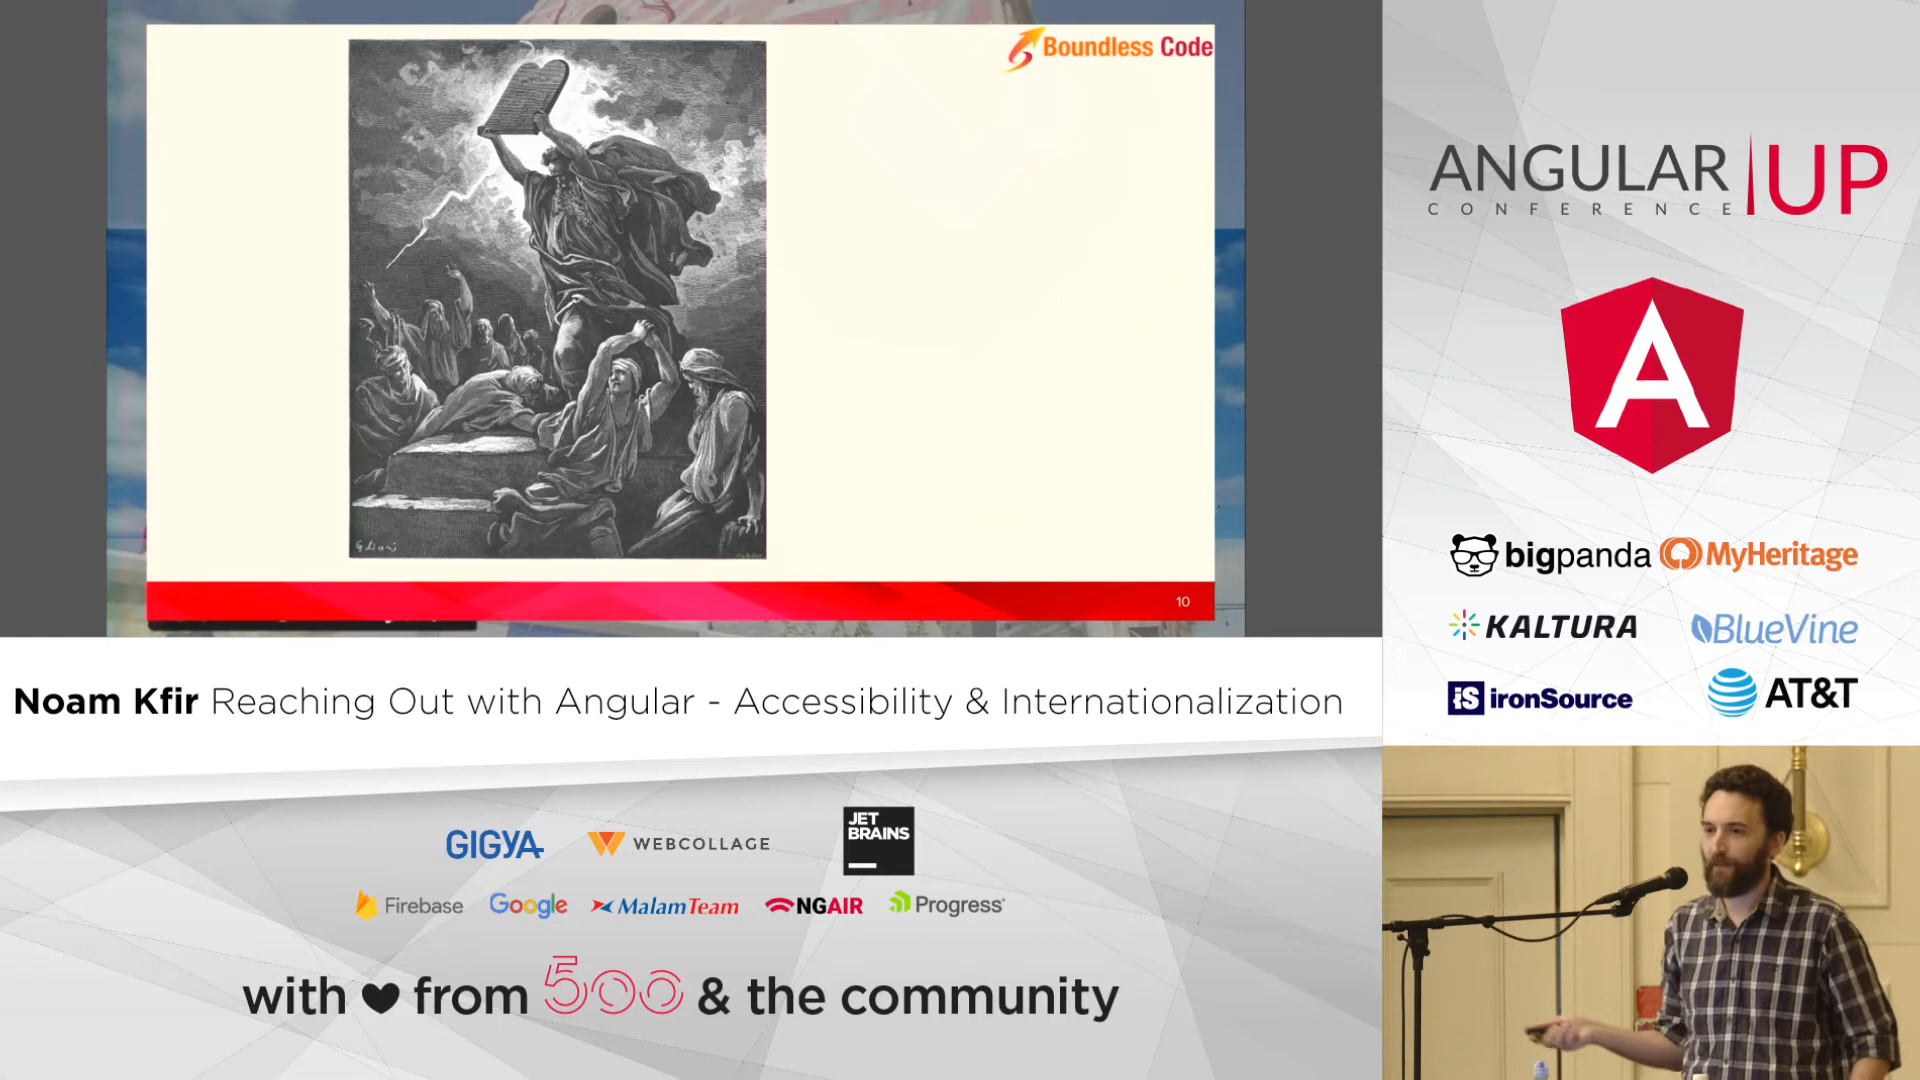 Boundless Code
10
ANGULAR UP
CONFERENCE
A
bigpanda MyHeritage
KALTURA BlueVine
iS ironSource AT&T
Noam Kfir Reaching Out with Angular - Accessibility & Internationalization
GIGYA WEBCOLLAGE JET
BRAINS
Firebase Google MalamTeam NGAIR Progress
with ♥ from 500 & the community